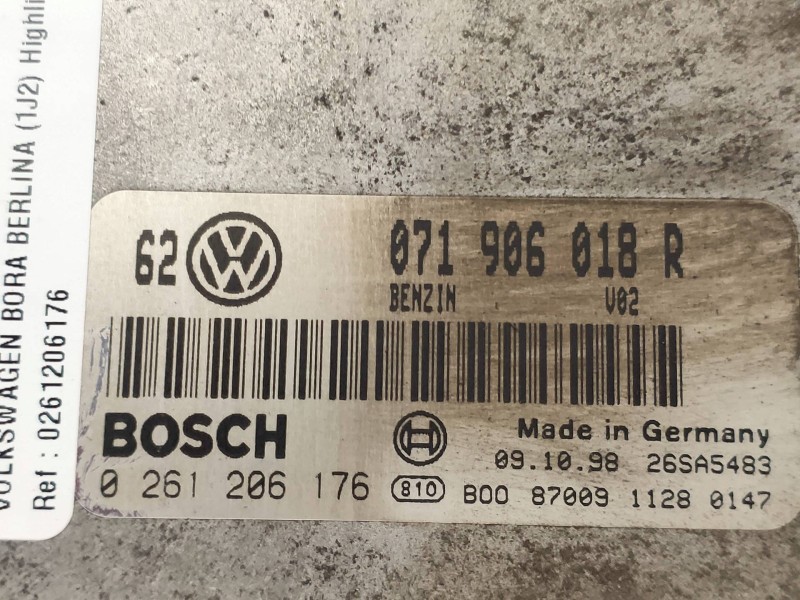 VOLKSWAGEN BORA BERLINA (1J2) Highli
Ref : 0261206176
62 071 906 018 R
BENZIN V02
BOSCH Made in Germany
09.10.98 26SA5483
0 261 206 176 810 B00 87009 1128 0147